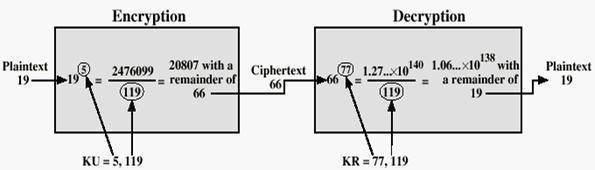 Encryption
Decryption
Plaintext
19
19^5 = 2476099 / 119 = 20807 with a
remainder of
66
Ciphertext
66
66^77 = 1.27...×10^140 / 119 = 1.06...×10^138 with
a remainder of
19
Plaintext
19
KU = 5, 119
KR = 77, 119